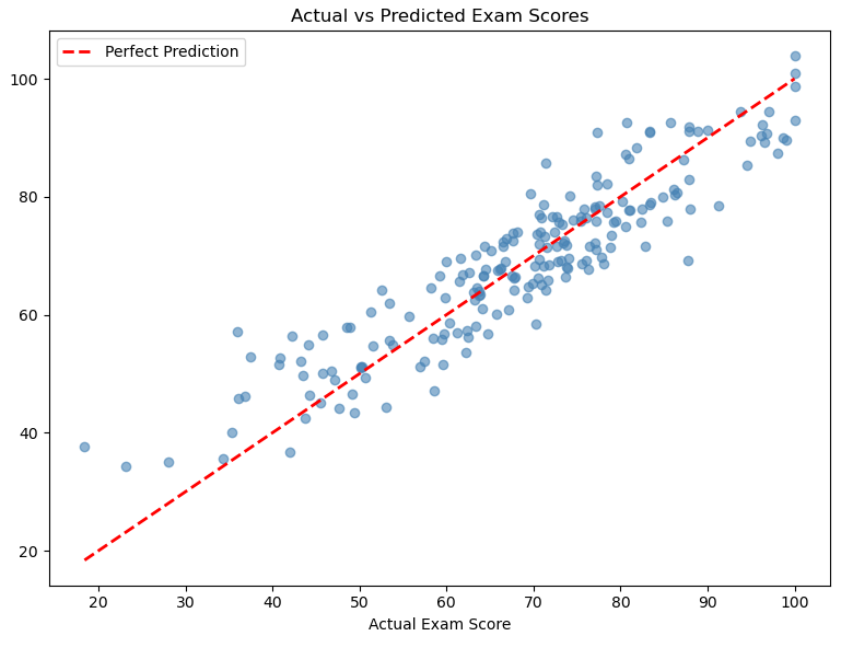 Actual vs Predicted Exam Scores
Perfect Prediction
100
80
60
40
20
20 30 40 50 60 70 80 90 100
Actual Exam Score